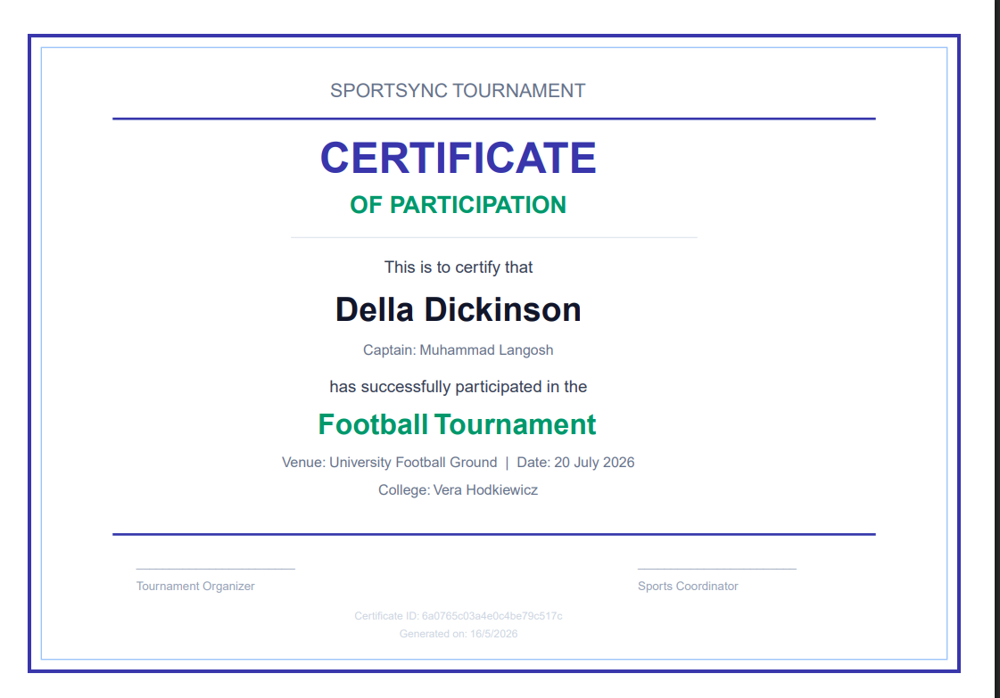 SPORTSYNC TOURNAMENT
CERTIFICATE
OF PARTICIPATION
This is to certify that
Della Dickinson
Captain: Muhammad Langosh
has successfully participated in the
Football Tournament
Venue: University Football Ground | Date: 20 July 2026
College: Vera Hodkiewicz
Tournament Organizer
Sports Coordinator
Certificate ID: 6a0765c03a4e0c4be79c517c
Generated on: 16/5/2026